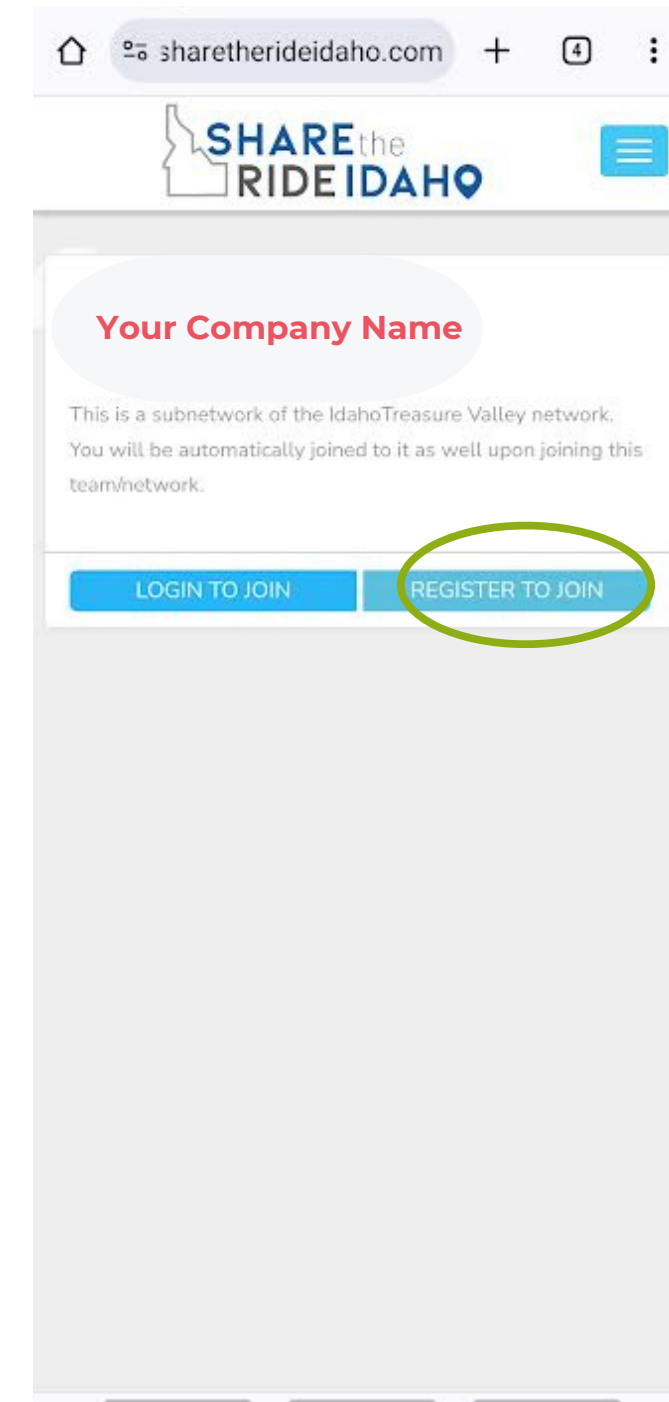 sharetherideidaho.com
4
SHARE the
RIDE IDAHO
Your Company Name
This is a subnetwork of the IdahoTreasure Valley network.
You will be automatically joined to it as well upon joining this
team/network.
LOGIN TO JOIN
REGISTER TO JOIN